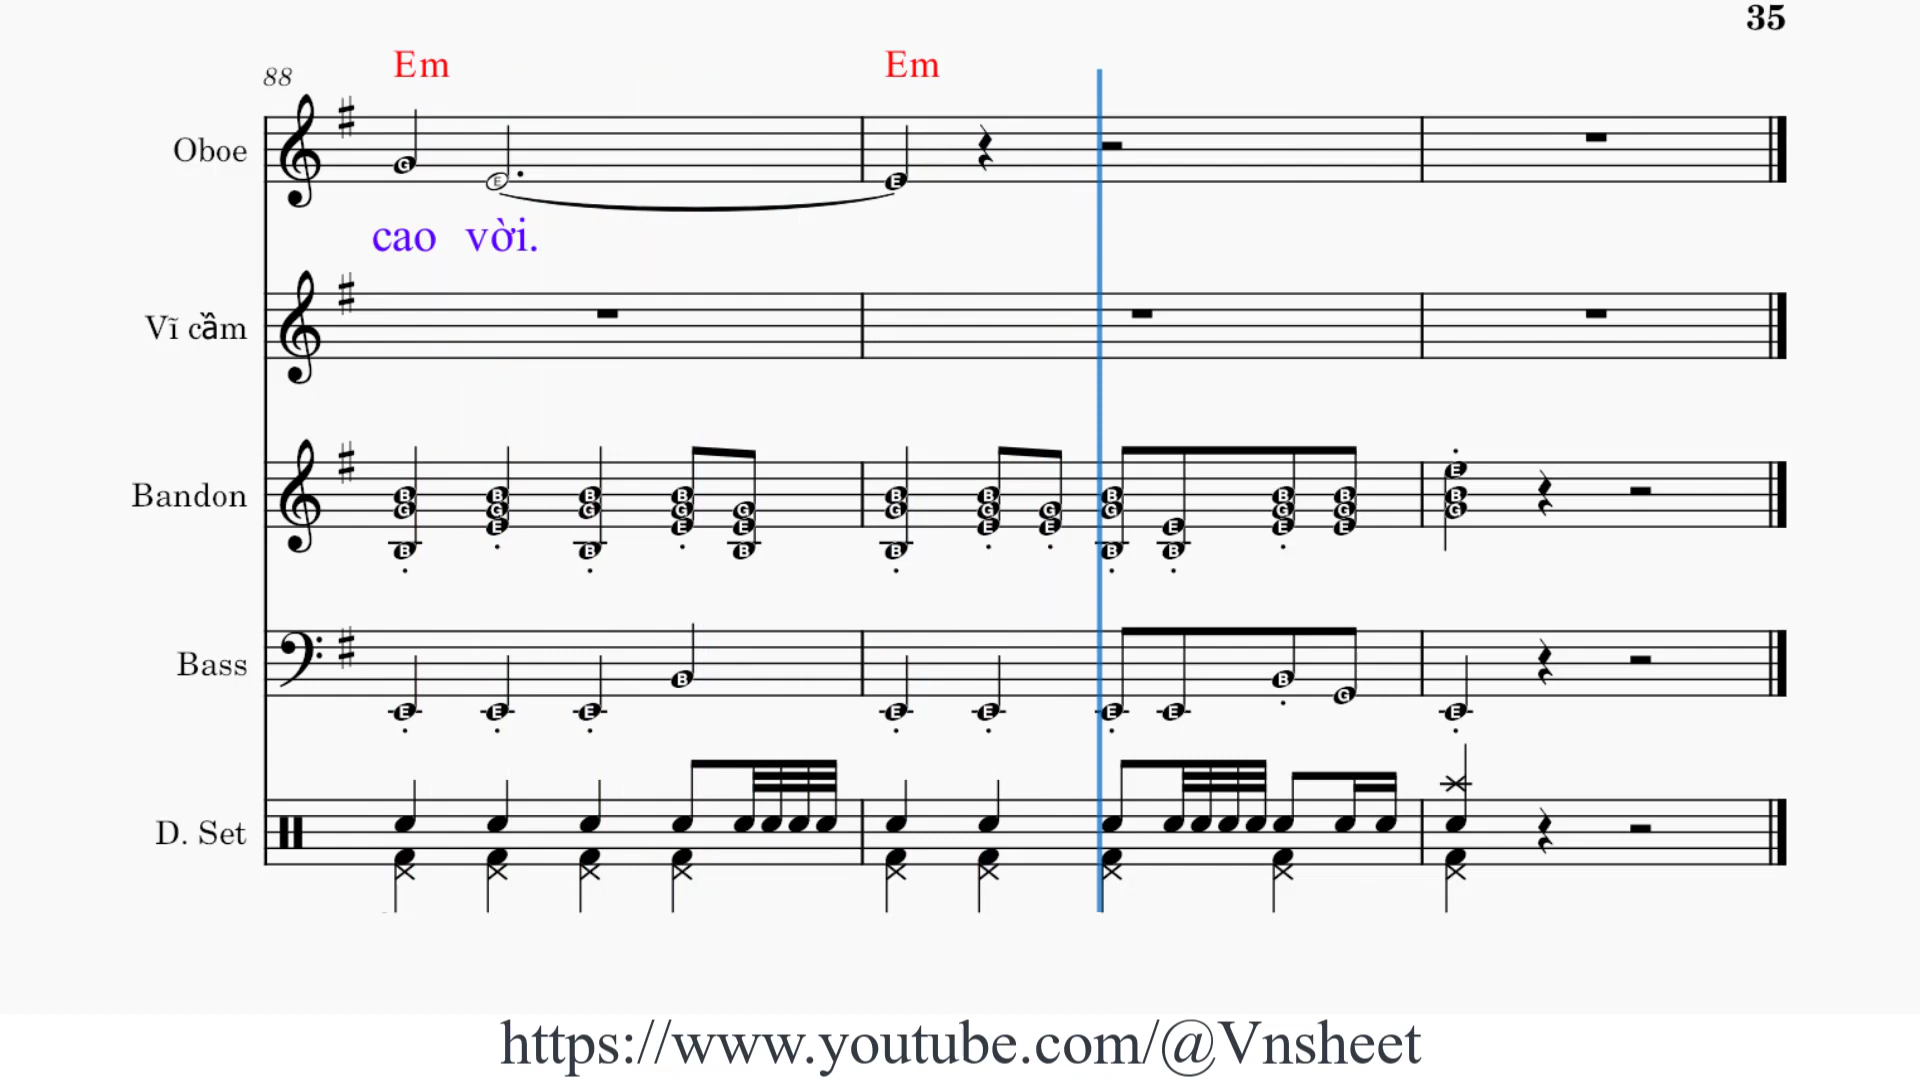 35
Em Em
88
Oboe
cao vời.
Vĩ cầm
Bandon
Bass
D. Set
https://www.youtube.com/@Vnsheet